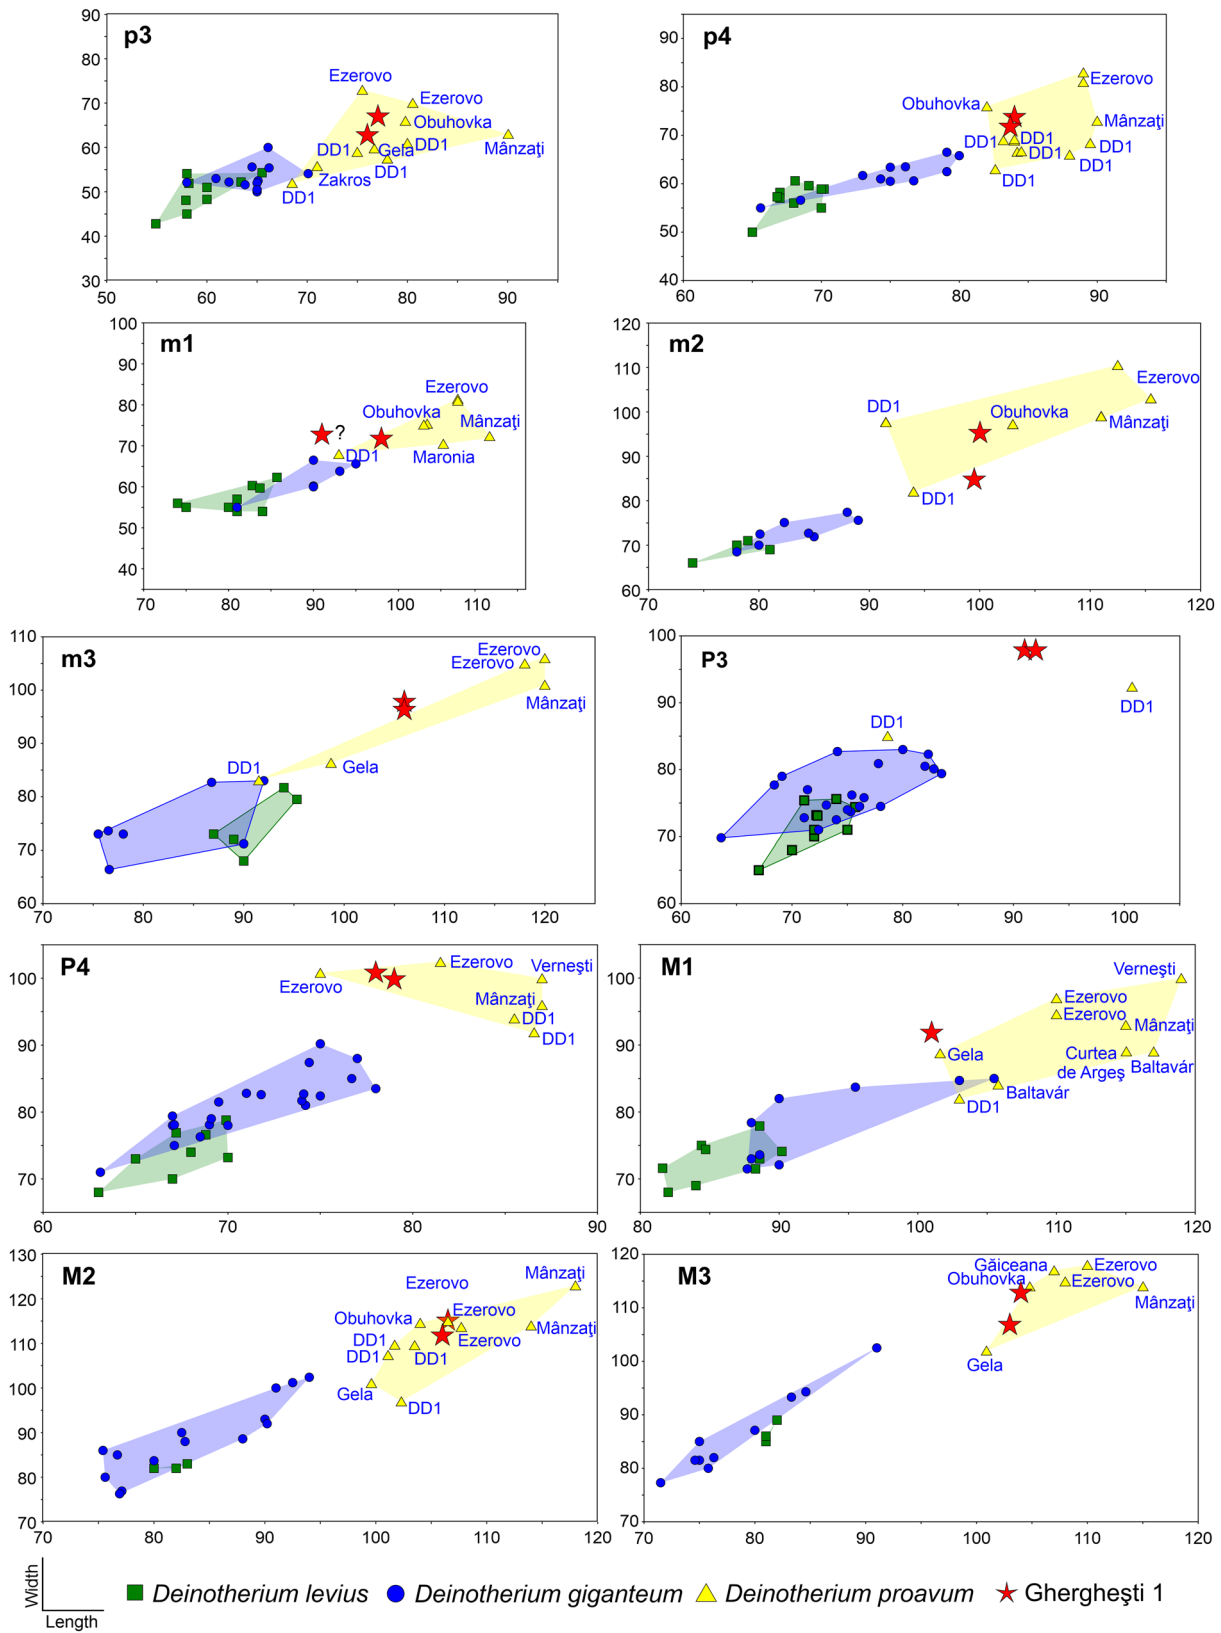 p3
90
80
70
60
50
40
30
50 60 70 80 90
Ezerovo
Ezerovo
Obuhovka
DD1
Mânzaţi
DD1
Gela
DD1
Zakros
DD1
p4
90
80
70
60
50
40
60 70 80 90
Ezerovo
Obuhovka
Mânzaţi
DD1
DD1
DD1
DD1
DD1
DD1
m1
100
90
80
70
60
50
40
70 80 90 100 110
Ezerovo
Obuhovka
Mânzaţi
?
DD1
Maronia
m2
120
110
100
90
80
70
60
70 80 90 100 110 120
Ezerovo
DD1
Obuhovka
Mânzaţi
DD1
m3
110
100
90
80
70
60
70 80 90 100 110 120
Ezerovo
Ezerovo
Mânzaţi
DD1
Gela
P3
100
90
80
70
60
60 70 80 90 100
DD1
DD1
P4
100
90
80
70
60 70 80 90
Ezerovo
Verneşti
Ezerovo
Mânzaţi
DD1
DD1
M1
100
90
80
70
80 90 100 110 120
Verneşti
Ezerovo
Ezerovo
Mânzaţi
Gela
Curtea
de Argeş
Baltavár
Baltavár
DD1
M2
130
120
110
100
90
80
70
70 80 90 100 110 120
Mânzaţi
Ezerovo
Ezerovo
Obuhovka
Mânzaţi
DD1
Ezerovo
DD1
DD1
Gela
DD1
M3
120
110
100
90
80
70
70 80 90 100 110 120
Găiceana
Ezerovo
Obuhovka
Ezerovo
Mânzaţi
Gela
Width
Length
Deinotherium levius Deinotherium giganteum Deinotherium proavum Ghergheşti 1